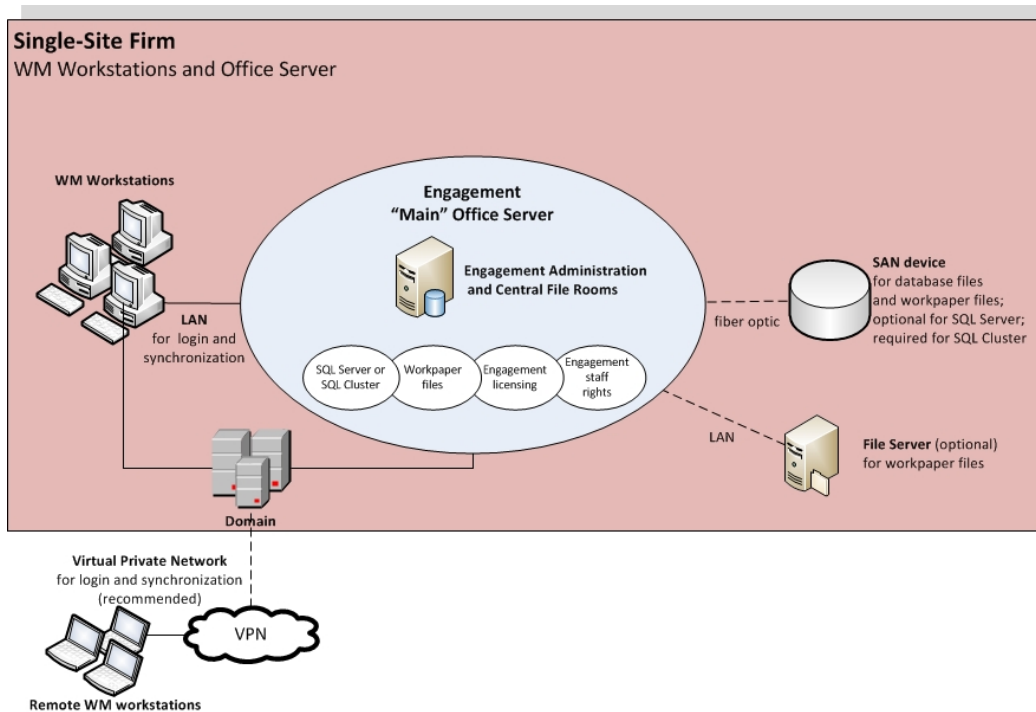 Single-Site Firm
WM Workstations and Office Server
WM Workstations
Engagement
“Main” Office Server
Engagement Administration
and Central File Rooms
LAN
for login and
synchronization
SQL Server or
SQL Cluster
Workpaper
files
Engagement
licensing
Engagement
staff
rights
fiber optic
SAN device
for database files
and workpaper files;
optional for SQL Server;
required for SQL Cluster
LAN
File Server (optional)
for workpaper files
Domain
Virtual Private Network
for login and synchronization
(recommended)
VPN
Remote WM workstations